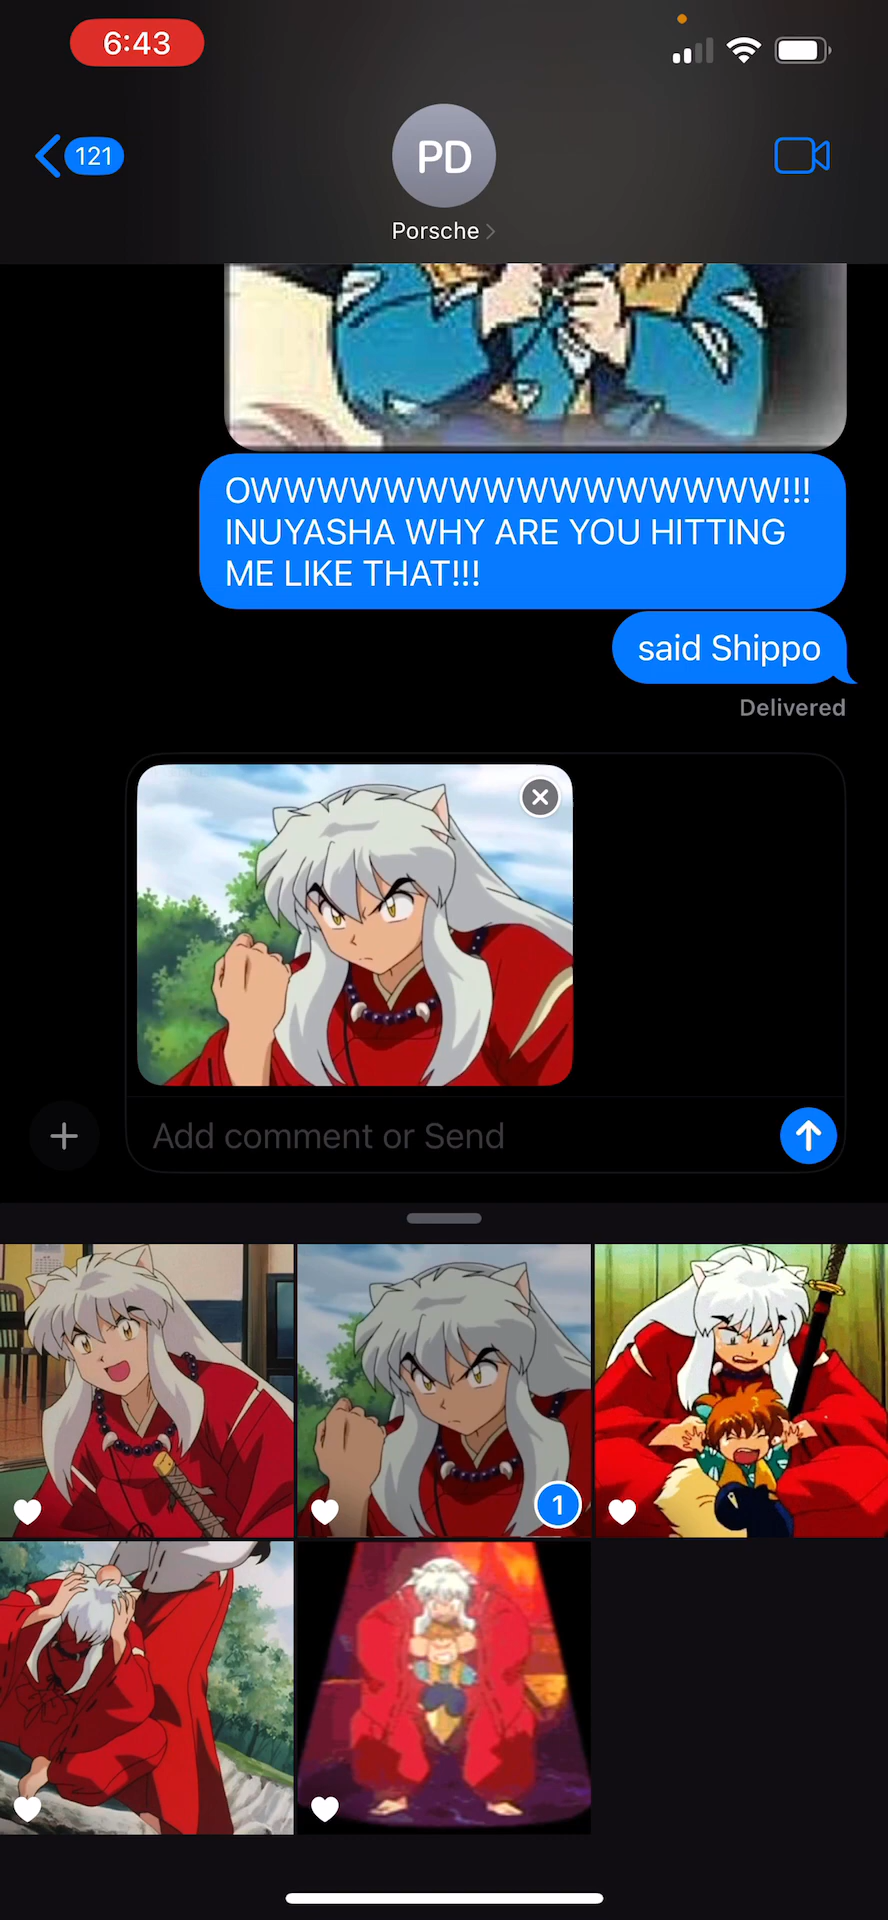 6:43
121
PD
Porsche
OWWWWWWWWWWWWWWWW!!!
INUYASHA WHY ARE YOU HITTING
ME LIKE THAT!!!
said Shippo
Delivered
Add comment or Send
1